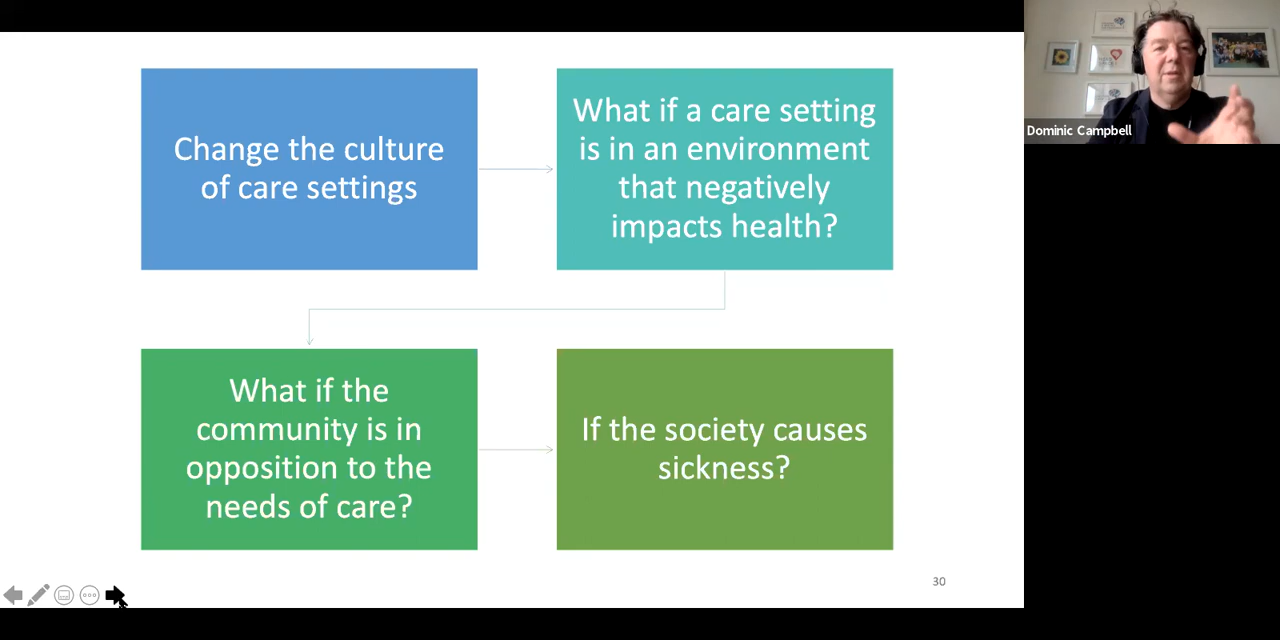 Change the culture
of care settings
What if a care setting
is in an environment
that negatively
impacts health?
What if the
community is in
opposition to the
needs of care?
If the society causes
sickness?
30
Dominic Campbell